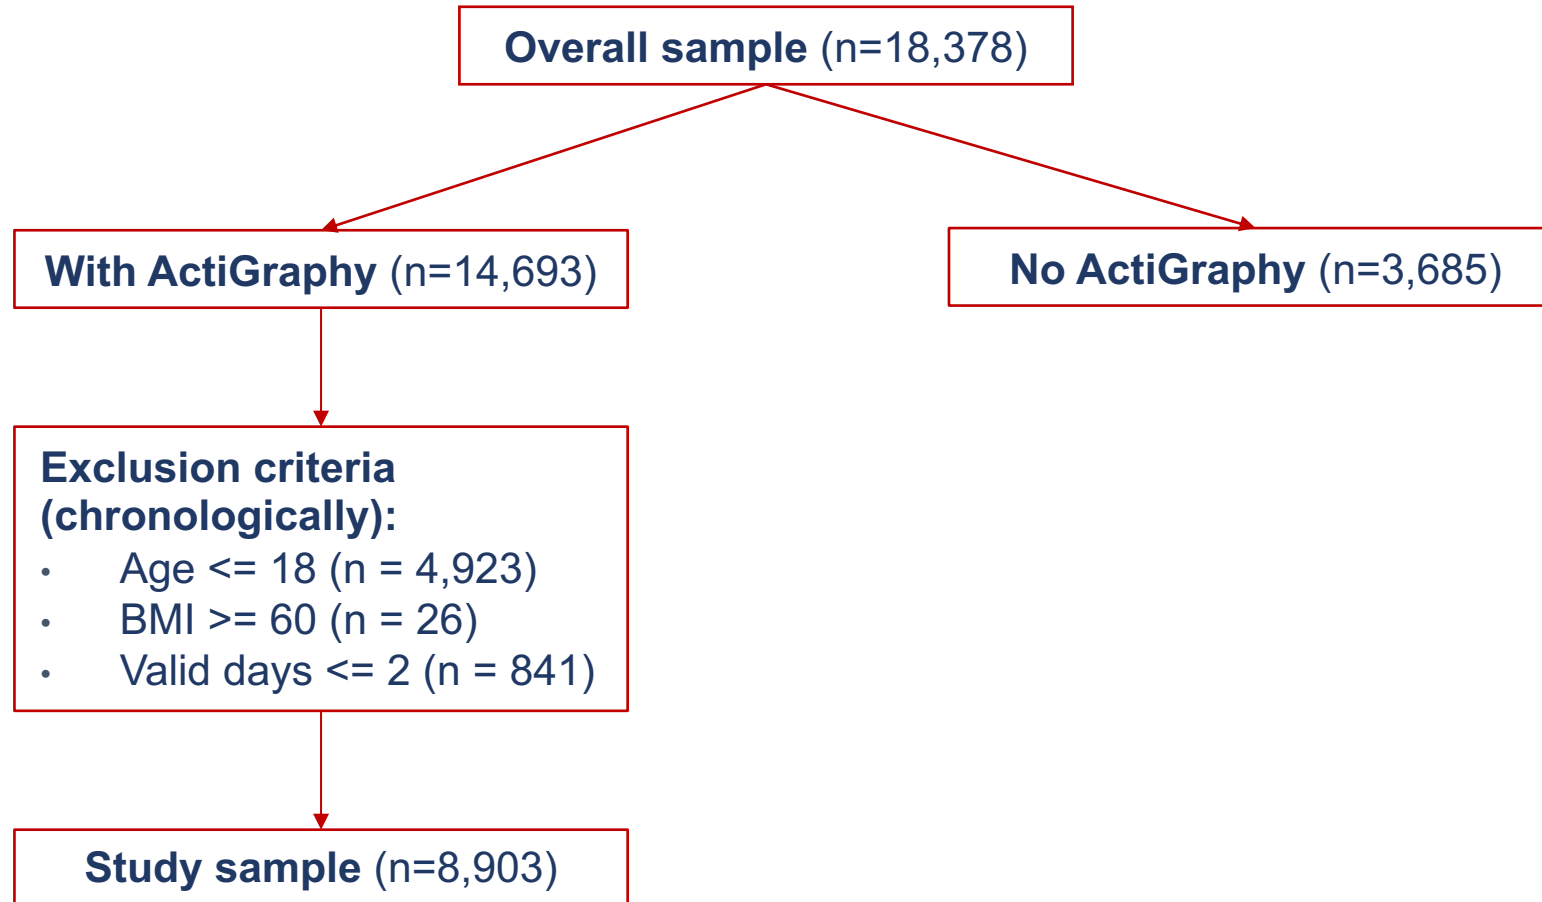 Overall sample (n=18,378)
With ActiGraphy (n=14,693)
No ActiGraphy (n=3,685)
Exclusion criteria
(chronologically):
• Age <= 18 (n = 4,923)
• BMI >= 60 (n = 26)
• Valid days <= 2 (n = 841)
Study sample (n=8,903)